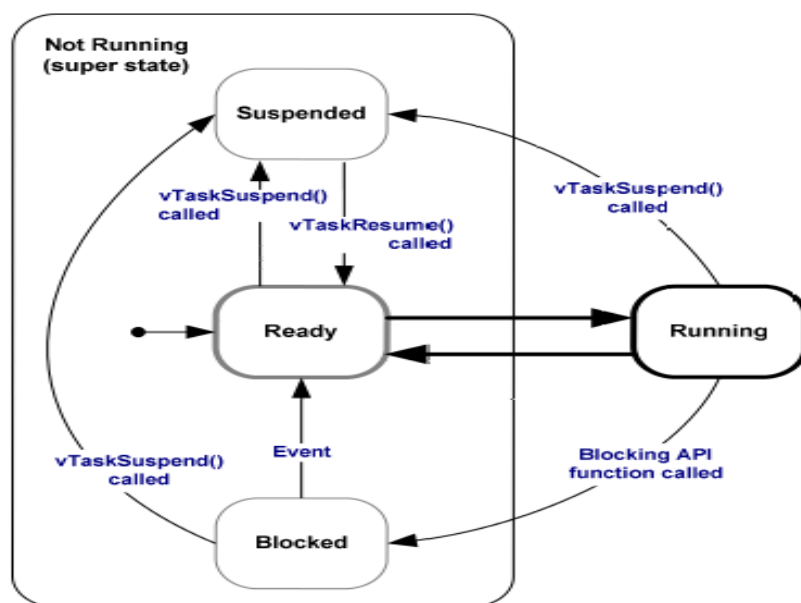 Not Running
(super state)
Suspended
vTaskSuspend()
called
vTaskResume()
called
vTaskSuspend()
called
Ready
Running
Event
vTaskSuspend()
called
Blocking API
function called
Blocked